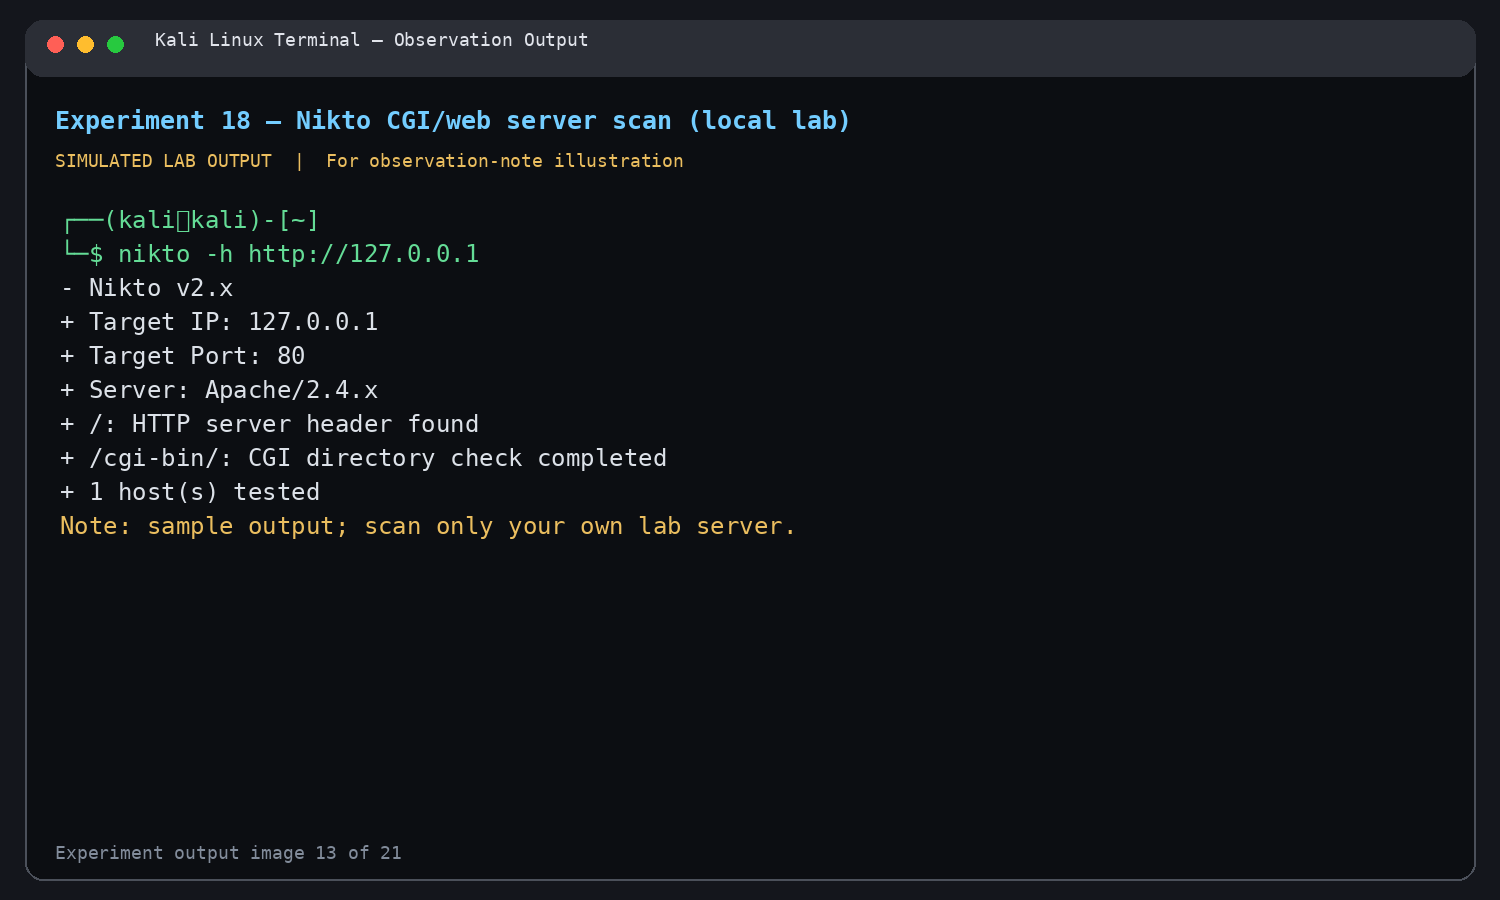 Kali Linux Terminal — Observation Output
Experiment 18 — Nikto CGI/web server scan (local lab)
SIMULATED LAB OUTPUT | For observation-note illustration
┌──(kali▯kali)-[~]
└─$ nikto -h http://127.0.0.1
- Nikto v2.x
+ Target IP: 127.0.0.1
+ Target Port: 80
+ Server: Apache/2.4.x
+ /: HTTP server header found
+ /cgi-bin/: CGI directory check completed
+ 1 host(s) tested
Note: sample output; scan only your own lab server.
Experiment output image 13 of 21